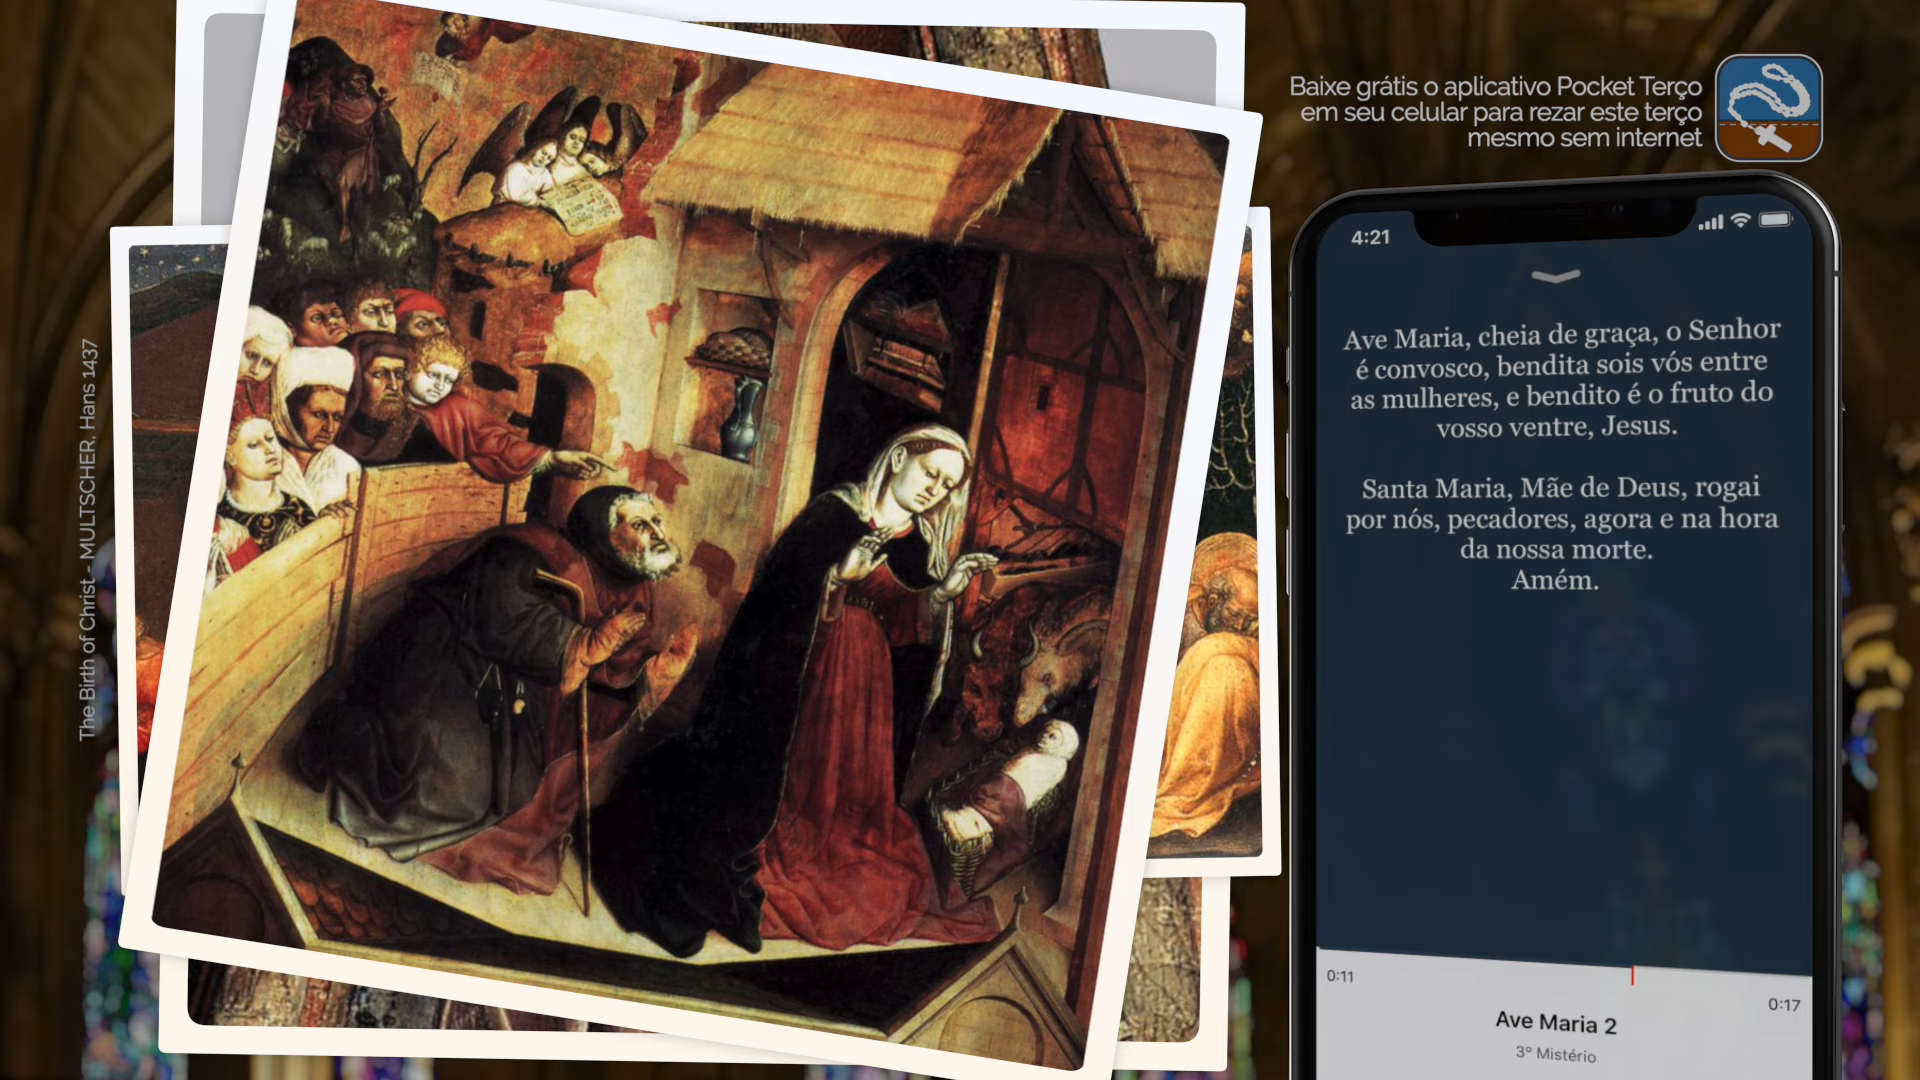 Baixe grátis o aplicativo Pocket Terço
em seu celular para rezar este terço
mesmo sem internet
The Birth of Christ - MULTSCHER, Hans 1437
4:21
Ave Maria, cheia de graça, o Senhor
é convosco, bendita sois vós entre
as mulheres, e bendito é o fruto do
vosso ventre, Jesus.
Santa Maria, Mãe de Deus, rogai
por nós, pecadores, agora e na hora
da nossa morte.
Amém.
0:11
0:17
Ave Maria 2
3º Mistério